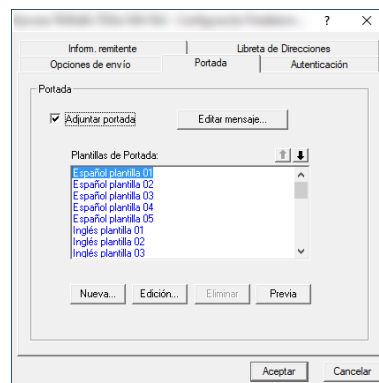 ? X
Inform. remitente Libreta de Direcciones
Opciones de envío Portada Autenticación
Portada
Adjuntar portada Editar mensaje...
Plantillas de Portada:
Español plantilla 01
Español plantilla 02
Español plantilla 03
Español plantilla 04
Español plantilla 05
Inglés plantilla 01
Inglés plantilla 02
Inglés plantilla 03
Nueva... Edición... Eliminar Previa
Aceptar Cancelar